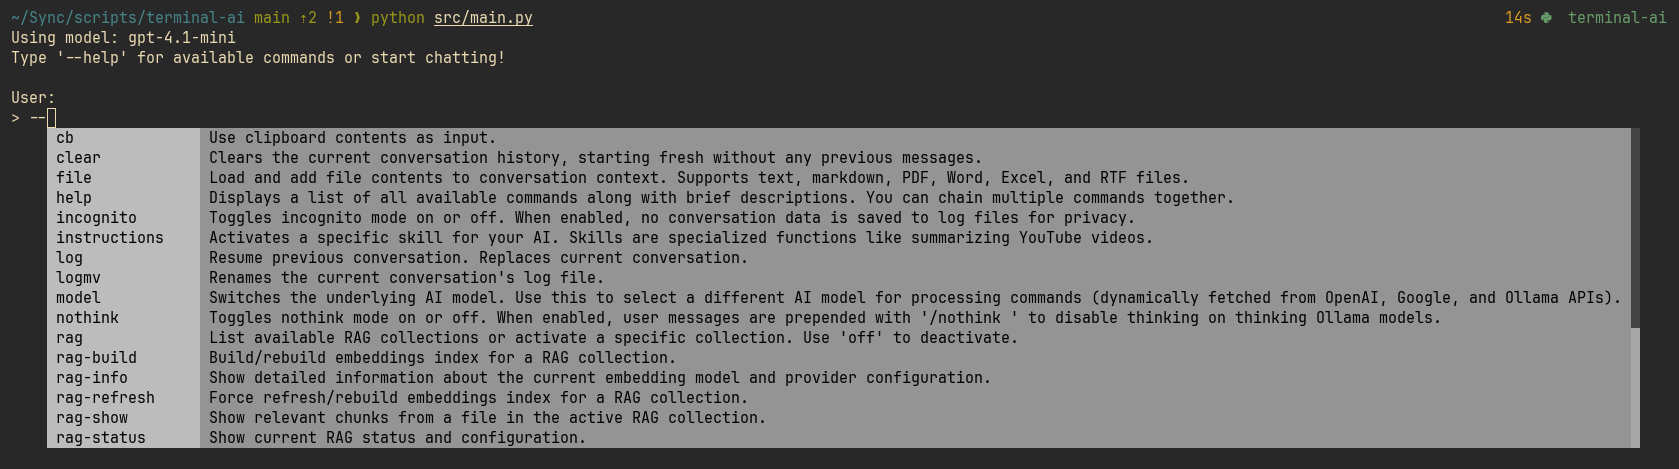 ~/Sync/scripts/terminal-ai main ⇡2 !1 ❯ python src/main.py 14s terminal-ai
Using model: gpt-4.1-mini
Type '--help' for available commands or start chatting!
User:
> --
cb Use clipboard contents as input.
clear Clears the current conversation history, starting fresh without any previous messages.
file Load and add file contents to conversation context. Supports text, markdown, PDF, Word, Excel, and RTF files.
help Displays a list of all available commands along with brief descriptions. You can chain multiple commands together.
incognito Toggles incognito mode on or off. When enabled, no conversation data is saved to log files for privacy.
instructions Activates a specific skill for your AI. Skills are specialized functions like summarizing YouTube videos.
log Resume previous conversation. Replaces current conversation.
logmv Renames the current conversation's log file.
model Switches the underlying AI model. Use this to select a different AI model for processing commands (dynamically fetched from OpenAI, Google, and Ollama APIs).
nothink Toggles nothink mode on or off. When enabled, user messages are prepended with '/nothink ' to disable thinking on thinking Ollama models.
rag List available RAG collections or activate a specific collection. Use 'off' to deactivate.
rag-build Build/rebuild embeddings index for a RAG collection.
rag-info Show detailed information about the current embedding model and provider configuration.
rag-refresh Force refresh/rebuild embeddings index for a RAG collection.
rag-show Show relevant chunks from a file in the active RAG collection.
rag-status Show current RAG status and configuration.